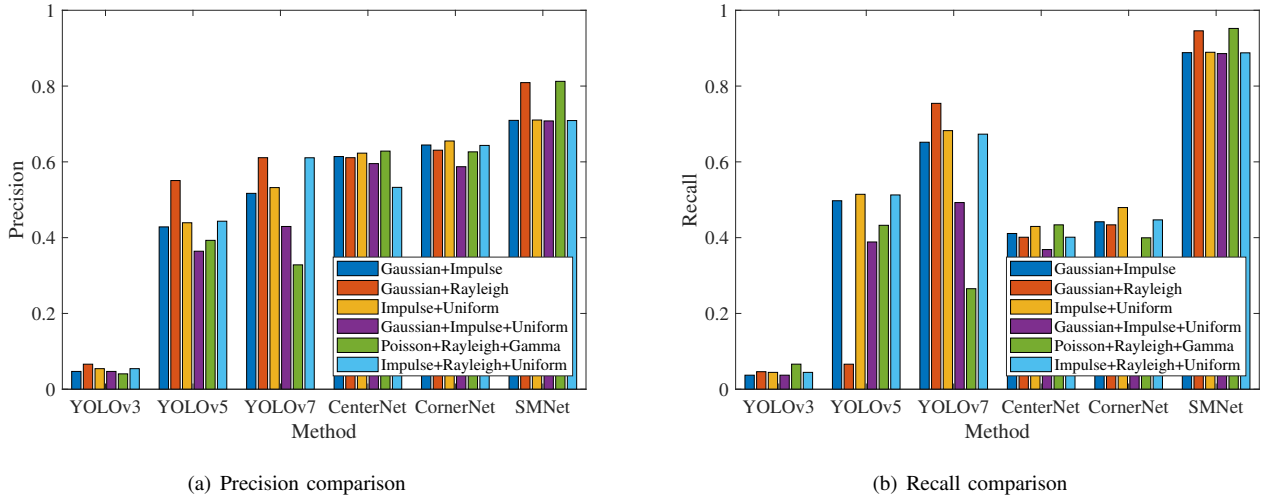 1
0.8
0.6
0.4
0.2
0
Precision
Gaussian+Impulse
Gaussian+Rayleigh
Impulse+Uniform
Gaussian+Impulse+Uniform
Poisson+Rayleigh+Gamma
Impulse+Rayleigh+Uniform
YOLOv3 YOLOv5 YOLOv7 CenterNet CornerNet SMNet
Method
(a) Precision comparison
1
0.8
0.6
0.4
0.2
0
Recall
Gaussian+Impulse
Gaussian+Rayleigh
Impulse+Uniform
Gaussian+Impulse+Uniform
Poisson+Rayleigh+Gamma
Impulse+Rayleigh+Uniform
YOLOv3 YOLOv5 YOLOv7 CenterNet CornerNet SMNet
Method
(b) Recall comparison